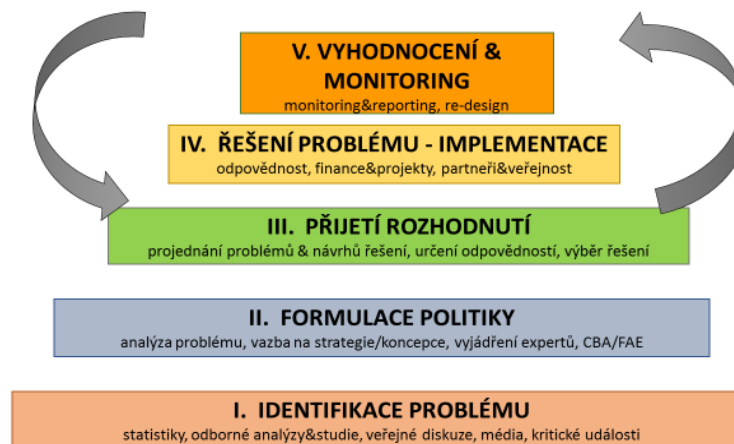 V. VYHODNOCENÍ &
MONITORING
monitoring&reporting, re-design
IV. ŘEŠENÍ PROBLÉMU - IMPLEMENTACE
odpovědnost, finance&projekty, partneři&veřejnost
III. PŘIJETÍ ROZHODNUTÍ
projednání problémů & návrhů řešení, určení odpovědností, výběr řešení
II. FORMULACE POLITIKY
analýza problému, vazba na strategie/koncepce, vyjádření expertů, CBA/FAE
I. IDENTIFIKACE PROBLÉMU
statistiky, odborné analýzy&studie, veřejné diskuze, média, kritické události